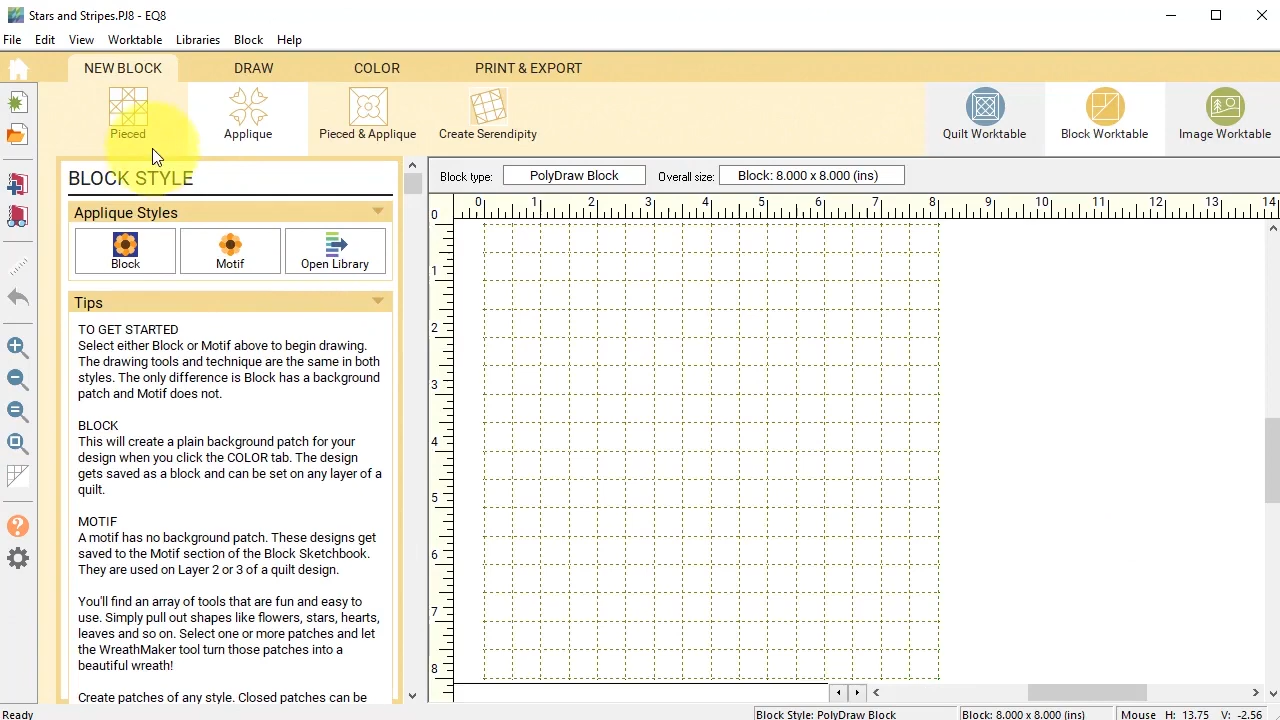 Stars and Stripes.PJ8 - EQ8
File Edit View Worktable Libraries Block Help
NEW BLOCK DRAW COLOR PRINT & EXPORT
Pieced Applique Pieced & Applique Create Serendipity Quilt Worktable Block Worktable Image Worktable
BLOCK STYLE
Block type: PolyDraw Block Overall size: Block: 8.000 x 8.000 (ins)
0 1 2 3 4 5 6 7 8 9 10 11 12 13 14
Applique Styles
Block Motif Open Library
Tips
TO GET STARTED
Select either Block or Motif above to begin drawing.
The drawing tools and technique are the same in both
styles. The only difference is Block has a background
patch and Motif does not.
BLOCK
This will create a plain background patch for your
design when you click the COLOR tab. The design
gets saved as a block and can be set on any layer of a
quilt.
MOTIF
A motif has no background patch. These designs get
saved to the Motif section of the Block Sketchbook.
They are used on Layer 2 or 3 of a quilt design.
You'll find an array of tools that are fun and easy to
use. Simply pull out shapes like flowers, stars, hearts,
leaves and so on. Select one or more patches and let
the WreathMaker tool turn those patches into a
beautiful wreath!
Create patches of any style. Closed patches can be
0
1
2
3
4
5
6
7
8
Ready Block Style: PolyDraw Block Block: 8.000 x 8.000 (ins) Mouse H: 13.75 V: -2.56